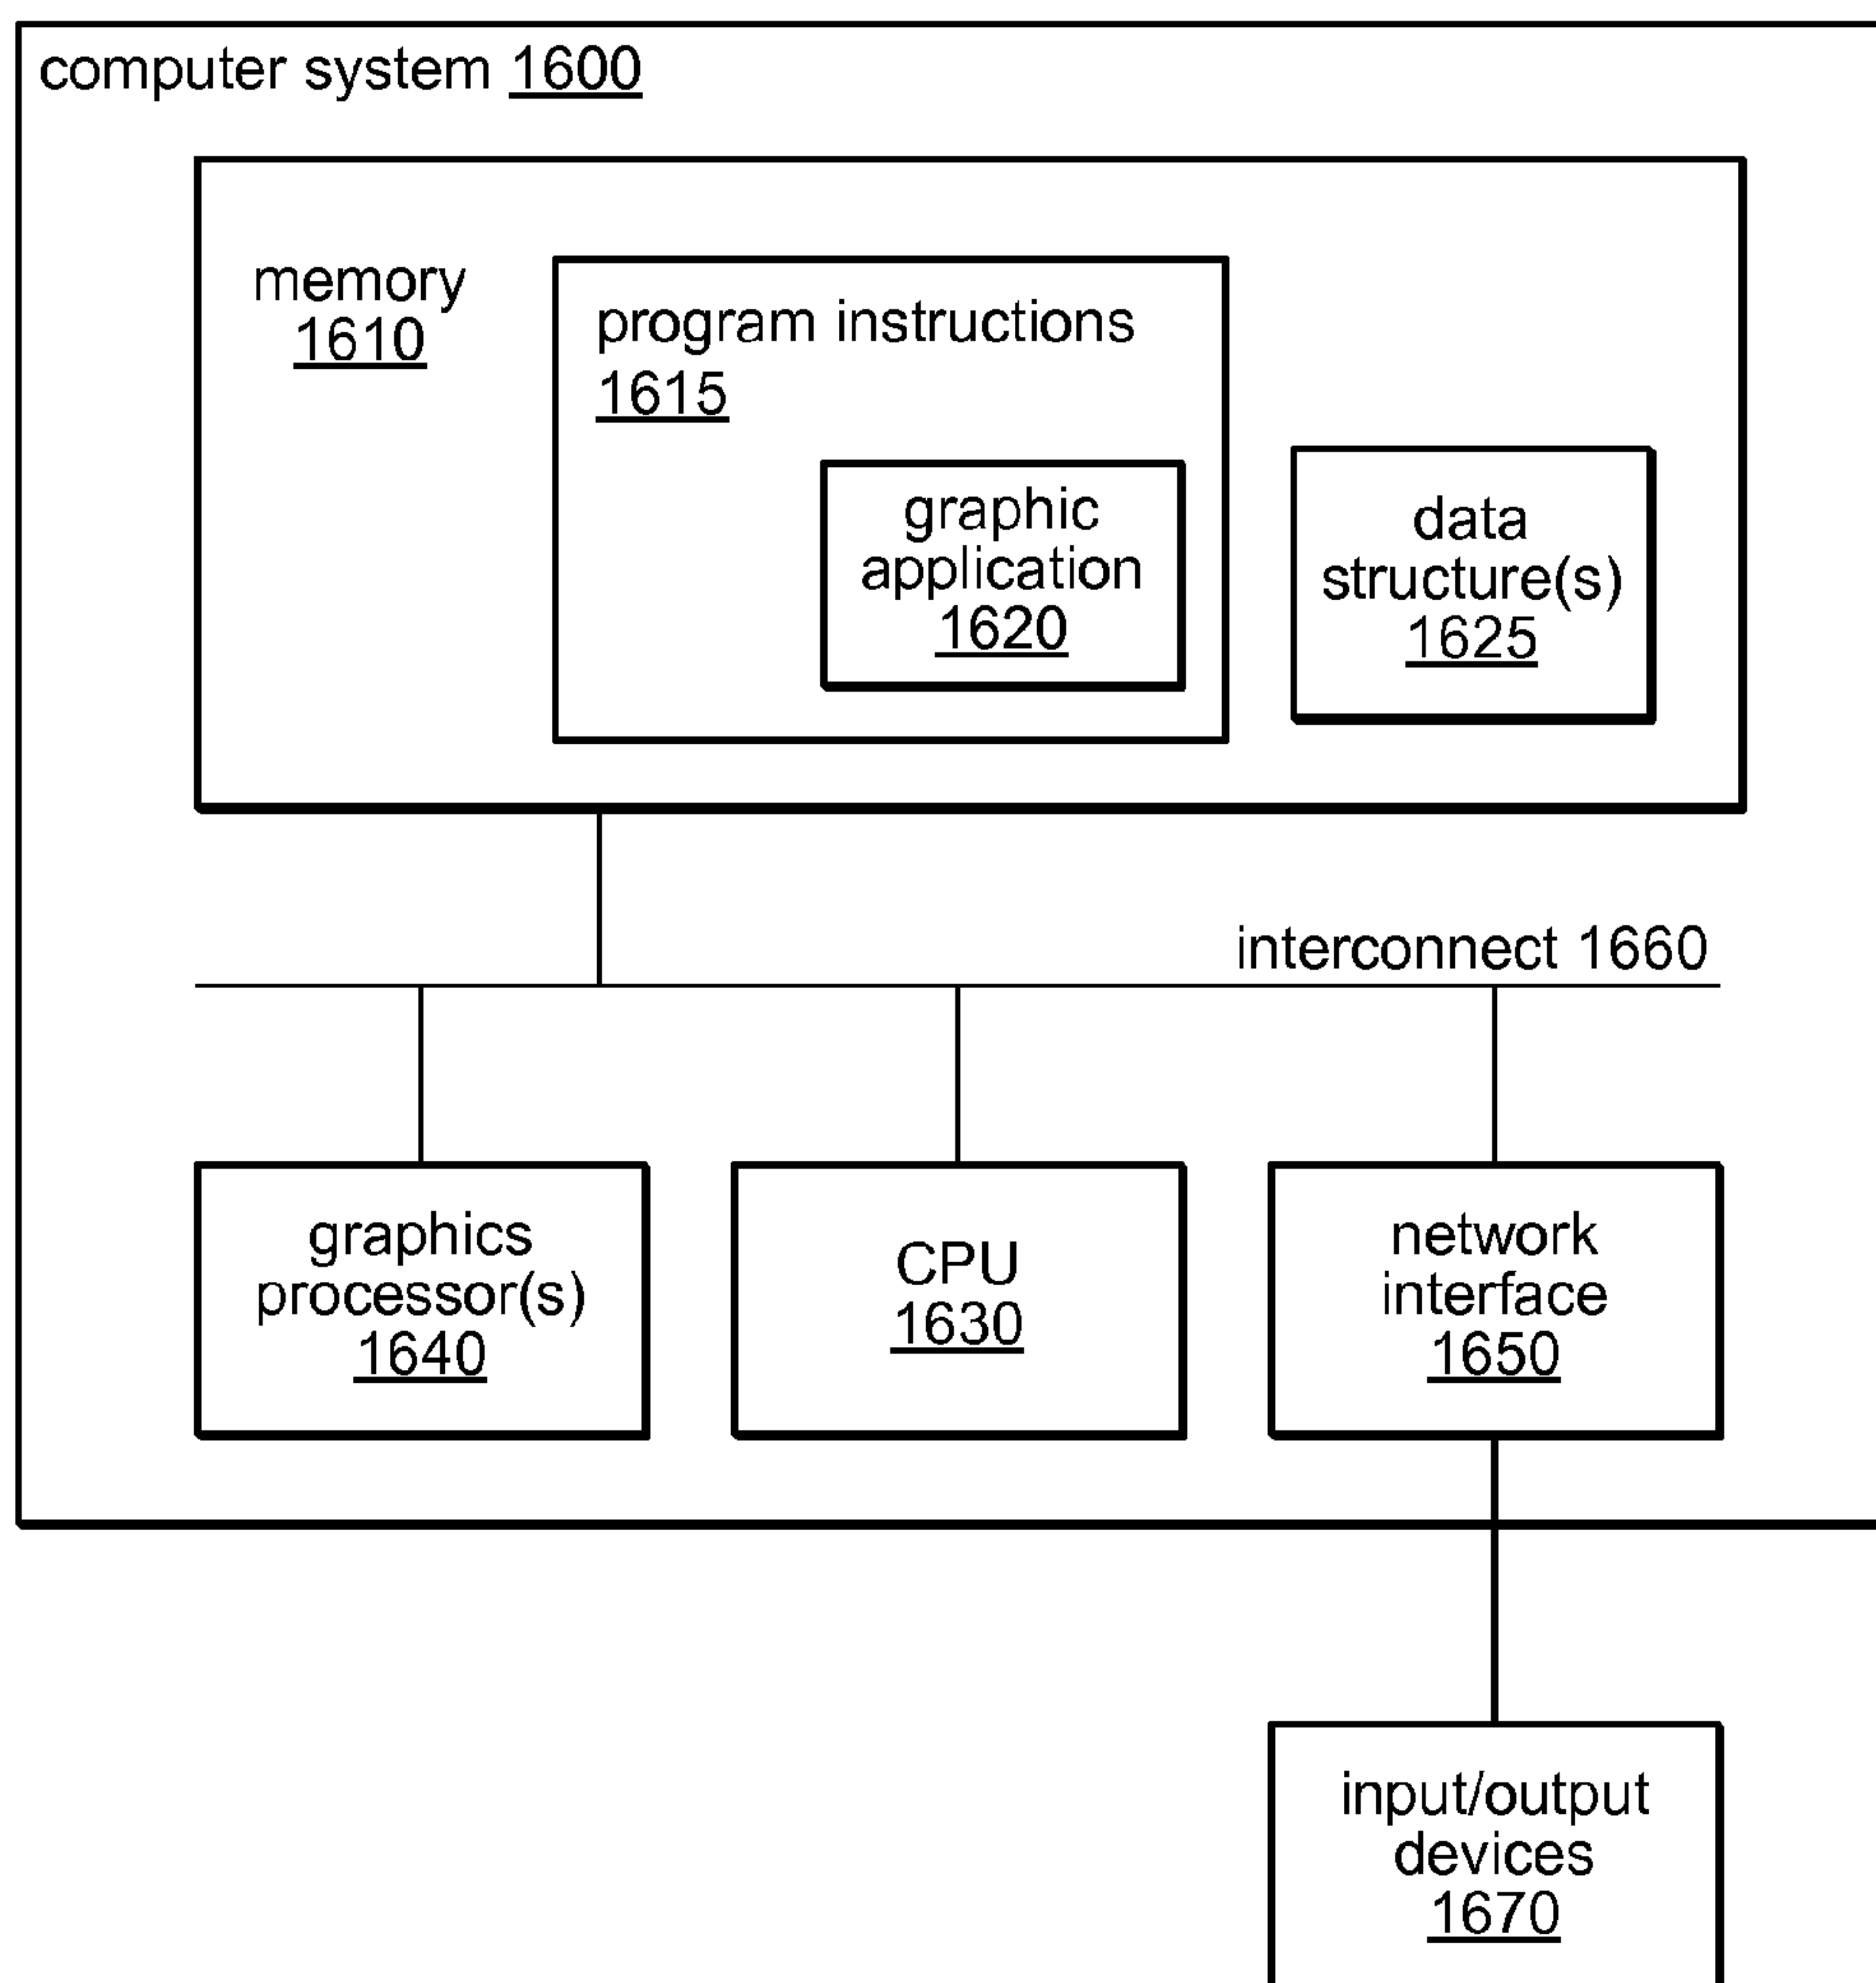 computer system 1600
memory
1610
program instructions
1615
graphic
application
1620
data
structure(s)
1625
interconnect 1660
graphics
processor(s)
1640
CPU
1630
network
interface
1650
input/output
devices
1670